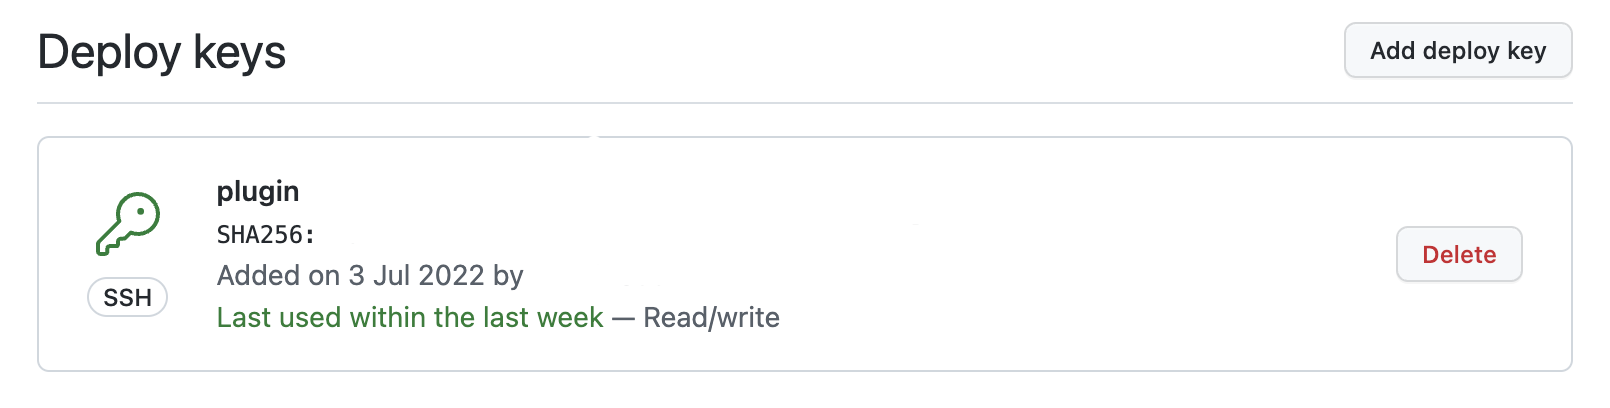 Deploy keys
Add deploy key
plugin
SHA256:
Added on 3 Jul 2022 by
Last used within the last week — Read/write
SSH
Delete